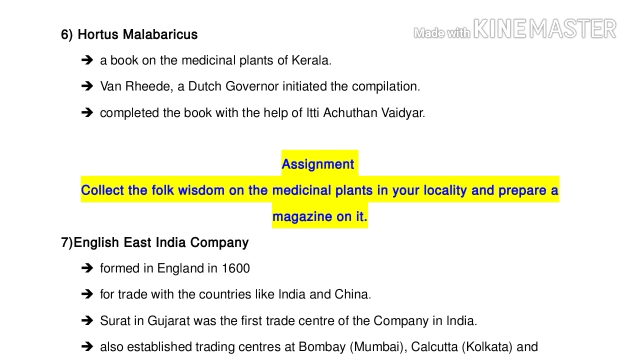 6) Hortus Malabaricus
Made with KINEMASTER
➔ a book on the medicinal plants of Kerala.
➔ Van Rheede, a Dutch Governor initiated the compilation.
➔ completed the book with the help of Itti Achuthan Vaidyar.
Assignment
Collect the folk wisdom on the medicinal plants in your locality and prepare a
magazine on it.
7)English East India Company
➔ formed in England in 1600
➔ for trade with the countries like India and China.
➔ Surat in Gujarat was the first trade centre of the Company in India.
➔ also established trading centres at Bombay (Mumbai), Calcutta (Kolkata) and